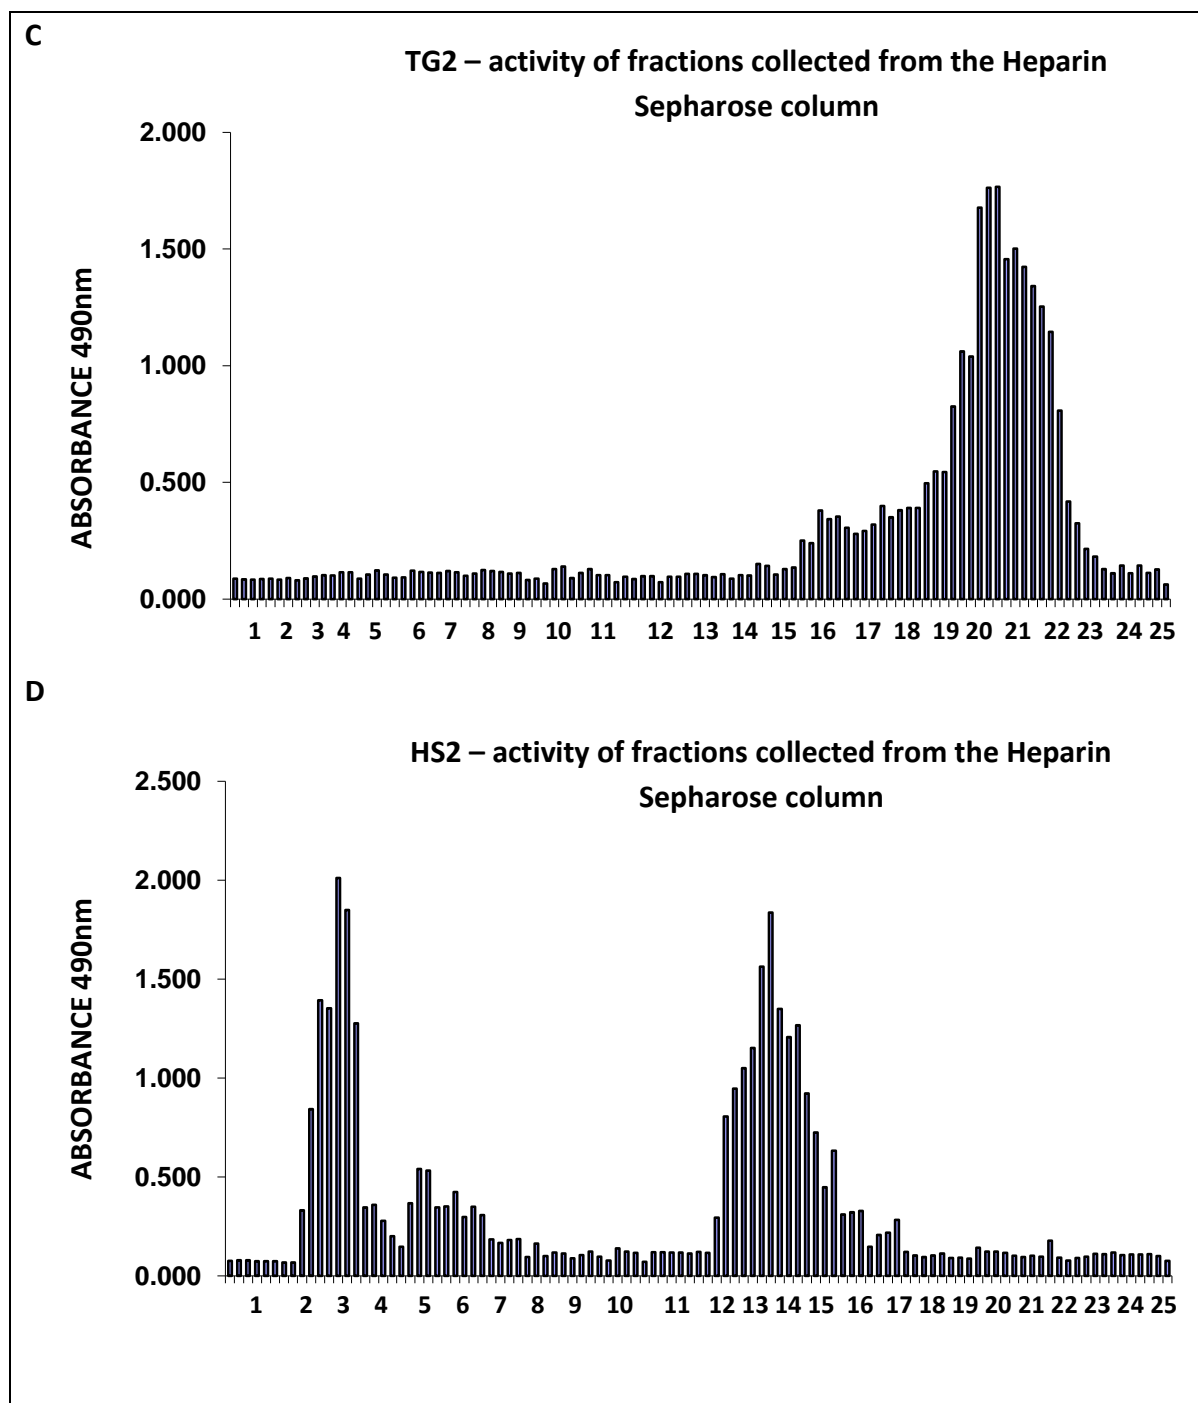 C
TG2 – activity of fractions collected from the Heparin
Sepharose column
2.000
1.500
1.000
0.500
0.000
ABSORBANCE 490nm
1 2 3 4 5 6 7 8 9 10 11 12 13 14 15 16 17 18 19 20 21 22 23 24 25
D
HS2 – activity of fractions collected from the Heparin
Sepharose column
2.500
2.000
1.500
1.000
0.500
0.000
ABSORBANCE 490nm
1 2 3 4 5 6 7 8 9 10 11 12 13 14 15 16 17 18 19 20 21 22 23 24 25